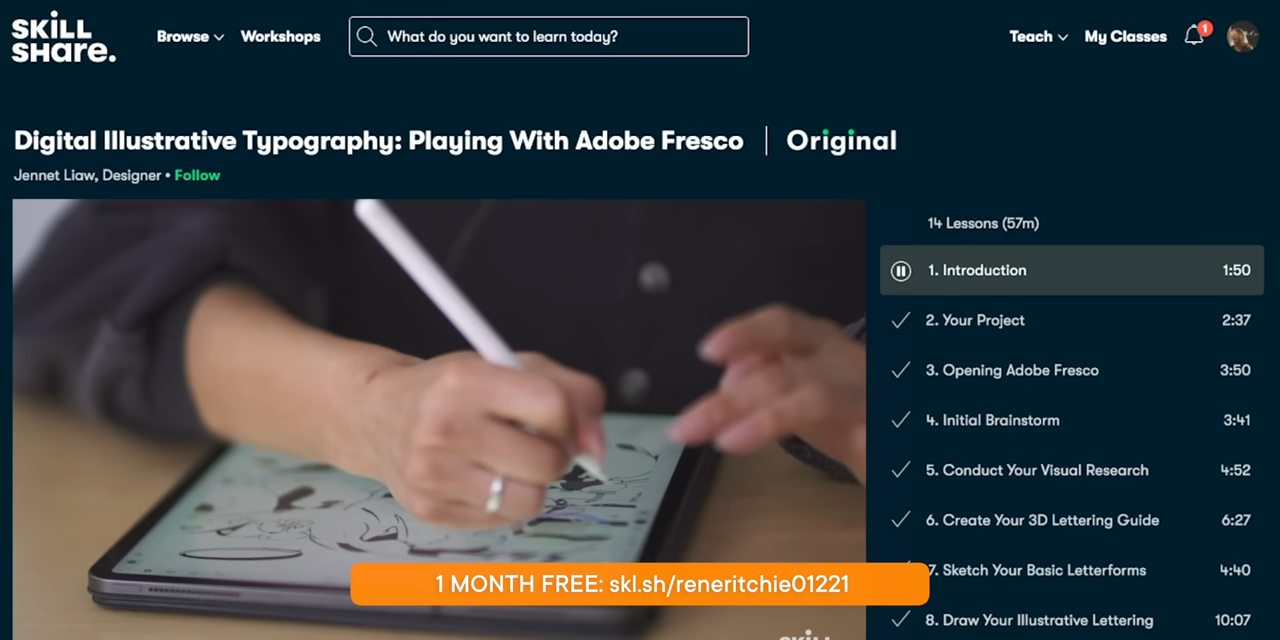 SKILL
SHARE.
Browse
Workshops
What do you want to learn today?
Teach
My Classes
1
Digital Illustrative Typography: Playing With Adobe Fresco | Original
Jennet Liaw, Designer • Follow
14 Lessons (57m)
1. Introduction 1:50
2. Your Project 2:37
3. Opening Adobe Fresco 3:50
4. Initial Brainstorm 3:41
5. Conduct Your Visual Research 4:52
6. Create Your 3D Lettering Guide 6:27
7. Sketch Your Basic Letterforms 4:40
1 MONTH FREE: skl.sh/reneritchie01221
8. Draw Your Illustrative Lettering 10:07
SKILL